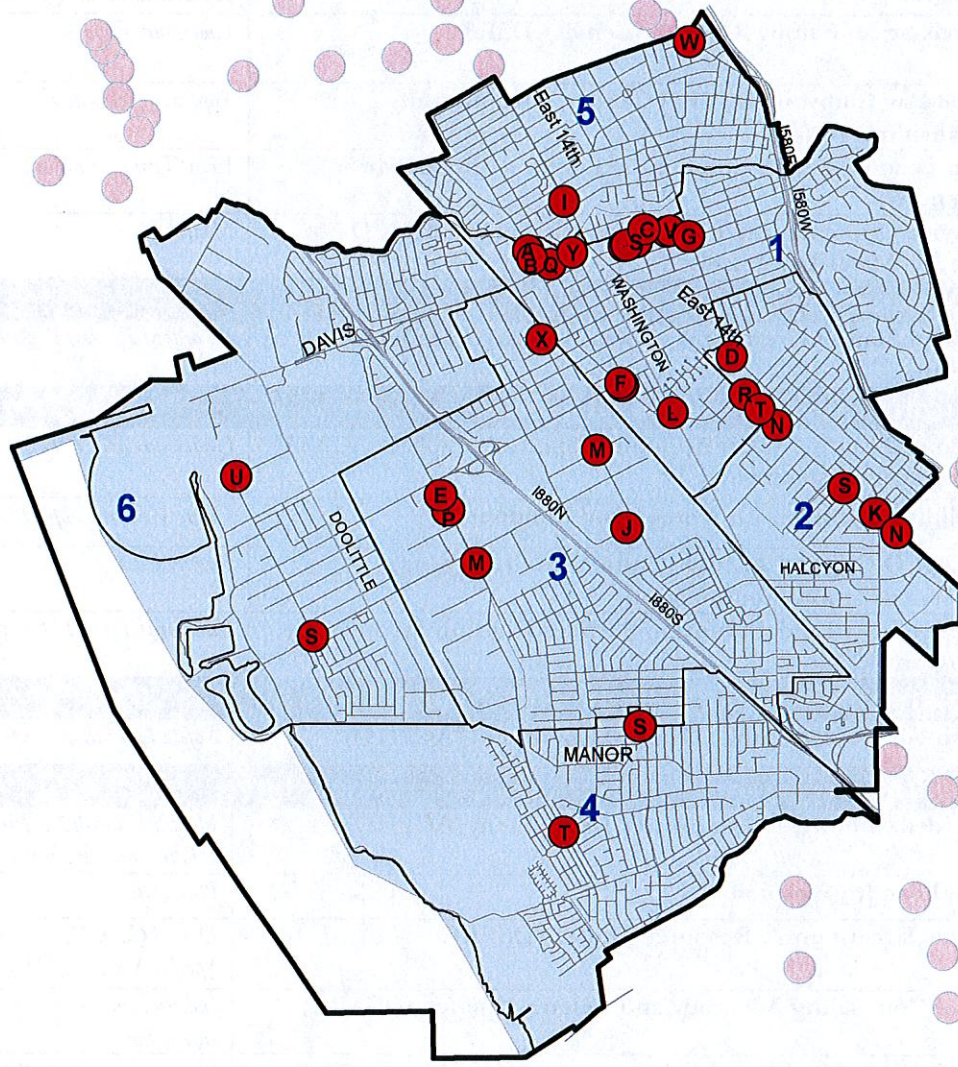 W
5
East 14th
I580E
I580W
I
C
V
G
S
A
B
Q
Y
1
WASHINGTON
East 14th
DAVIS
X
D
F
R
T
L
N
M
U
6
E
P
I880N
S
2
K
N
DOOLITTLE
J
M
3
HALCYON
I880S
S
S
MANOR
4
T